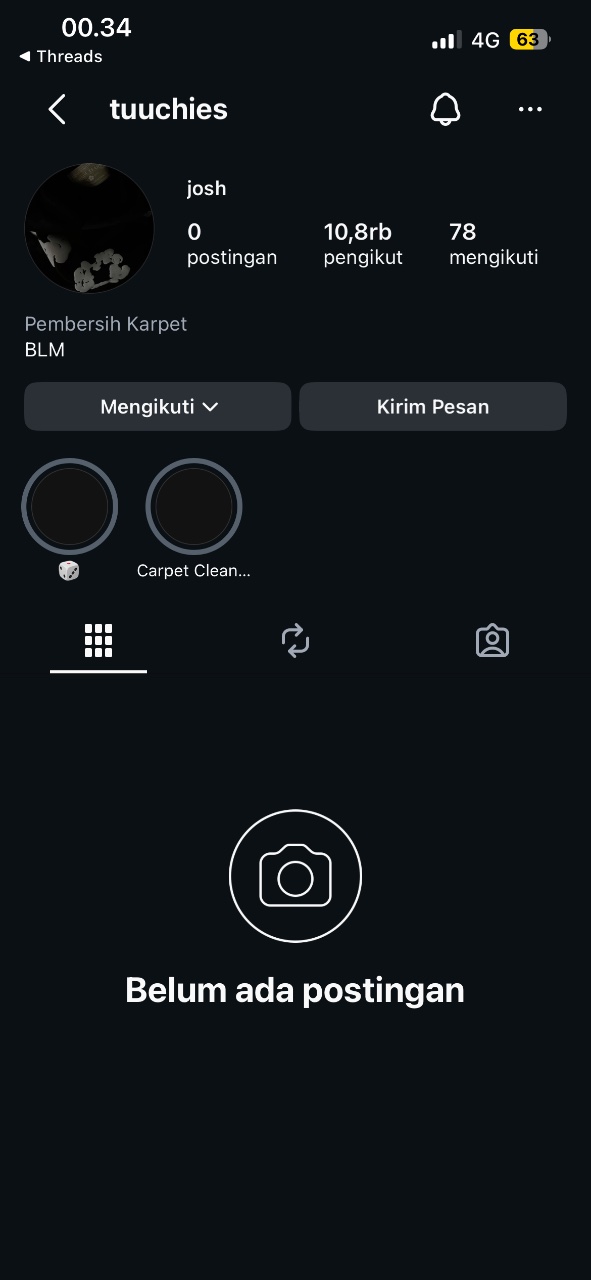 00.34
4G
63
◀ Threads
tuuchies
josh
0
10,8rb
78
postingan
pengikut
mengikuti
Pembersih Karpet
BLM
Mengikuti
Kirim Pesan
Carpet Clean...
Belum ada postingan